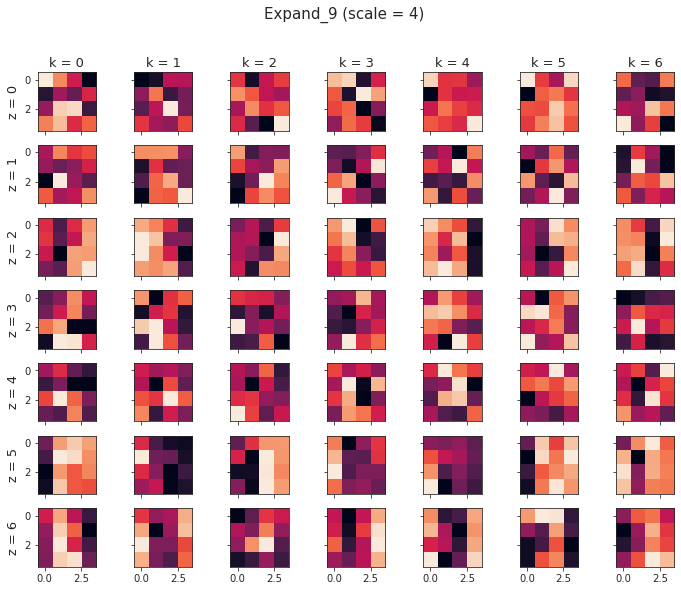 Expand_9 (scale = 4)
k = 0 k = 1 k = 2 k = 3 k = 4 k = 5 k = 6
z = 0 0 2
z = 1 0 2
z = 2 0 2
z = 3 0 2
z = 4 0 2
z = 5 0 2
z = 6 0 2
0.0 2.5 0.0 2.5 0.0 2.5 0.0 2.5 0.0 2.5 0.0 2.5 0.0 2.5